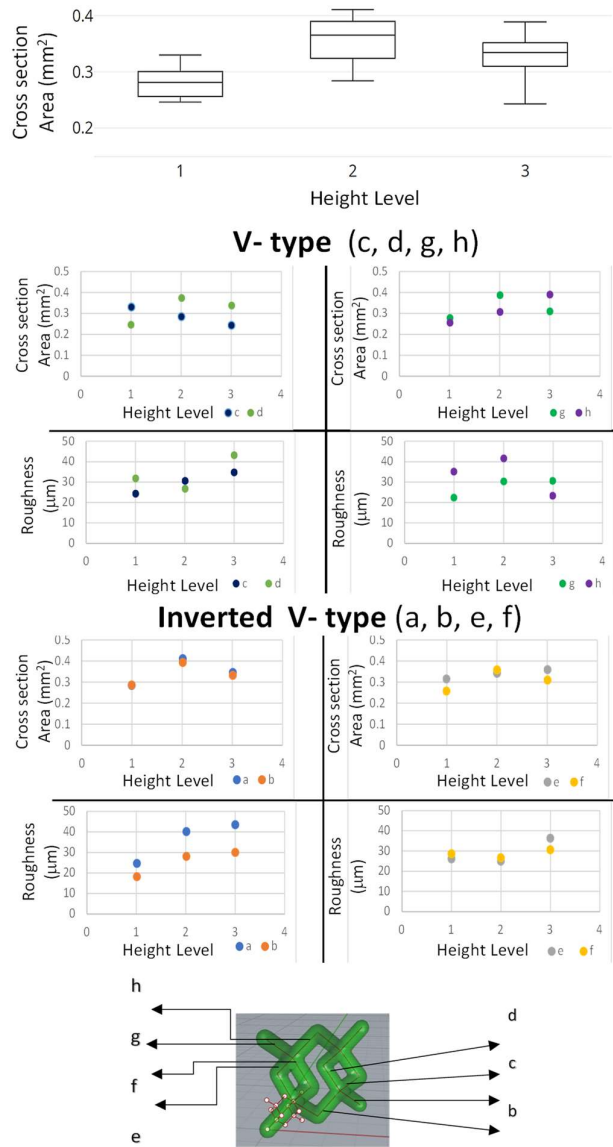 Cross section
Area (mm²)
0.4
0.3
0.2
1 2 3
Height Level
V- type (c, d, g, h)
Cross section
Area (mm²)
0.5
0.4
0.3
0.2
0.1
0
0 1 2 3 4
Height Level
c d
Cross section
Area (mm²)
0.5
0.4
0.3
0.2
0.1
0
0 1 2 3 4
Height Level
g h
Roughness
(μm)
50
40
30
20
10
0
0 1 2 3 4
Height Level
c d
Roughness
(μm)
50
40
30
20
10
0
0 1 2 3 4
Height Level
g h
Inverted V- type (a, b, e, f)
Cross section
Area (mm²)
0.5
0.4
0.3
0.2
0.1
0
0 1 2 3 4
Height Level
a b
Cross section
Area (mm²)
0.5
0.4
0.3
0.2
0.1
0
0 1 2 3 4
Height Level
e f
Roughness
(μm)
50
40
30
20
10
0
0 1 2 3 4
Height Level
a b
Roughness
(μm)
50
40
30
20
10
0
0 1 2 3 4
Height Level
e f
h
g
f
e
d
c
b